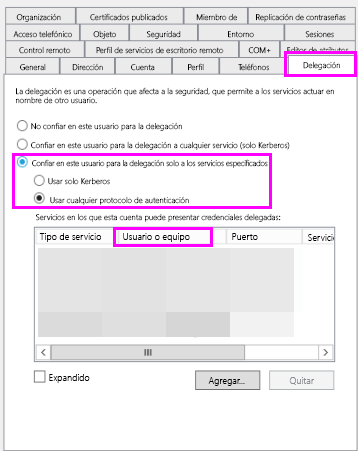 Organización Certificados publicados Miembro de Replicación de contraseñas
Acceso telefónico Objeto Seguridad Entorno Sesiones
Control remoto Perfil de servicios de escritorio remoto COM+ Editor de atributos
General Dirección Cuenta Perfil Teléfonos Delegación
La delegación es una operación que afecta a la seguridad, que permite a los servicios actuar en
nombre de otro usuario.
No confiar en este usuario para la delegación
Confiar en este usuario para la delegación a cualquier servicio (solo Kerberos)
Confiar en este usuario para la delegación solo a los servicios especificados
Usar solo Kerberos
Usar cualquier protocolo de autenticación
Servicios en los que esta cuenta puede presentar credenciales delegadas:
Tipo de servicio Usuario o equipo Puerto Servici
Expandido Agregar... Quitar